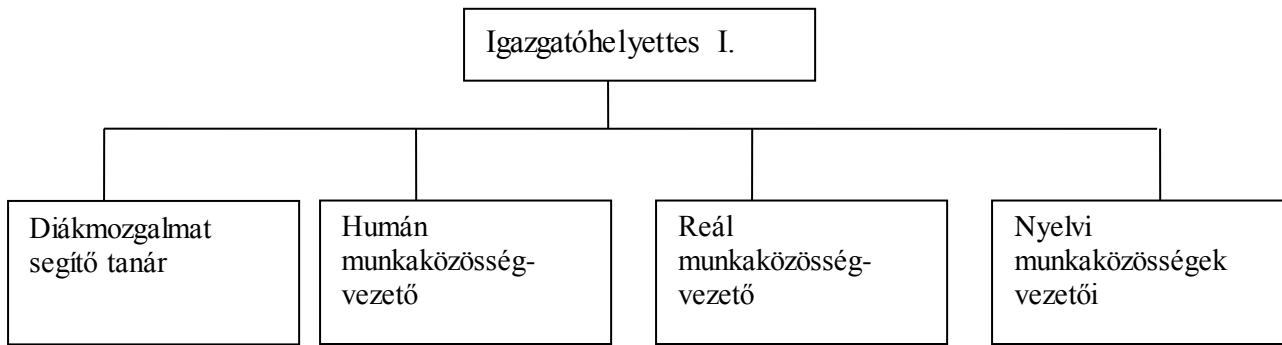 Igazgatóhelyettes I.
Diákmozgalmat
segítő tanár
Humán
munkaközösség-
vezető
Reál
munkaközösség-
vezető
Nyelvi
munkaközösségek
vezetői